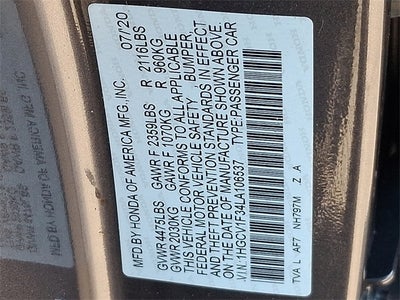 MFD. BY HONDA OF AMERICA MFG., INC. 07/20
GVWR 4475LBS GAWR F 2359LBS R 2116LBS
GVWR 2030KG GAWR F 1070KG R 960KG
THIS VEHICLE CONFORMS TO ALL APPLICABLE
FEDERAL MOTOR VEHICLE SAFETY, BUMPER,
AND THEFT PREVENTION STANDARDS IN EFFECT
ON THE DATE OF MANUFACTURE SHOWN ABOVE.
V.I.N.:1HGCV1F34LA106537 TYPE:PASSENGER CAR
TVA L AF7 NH797M Z A